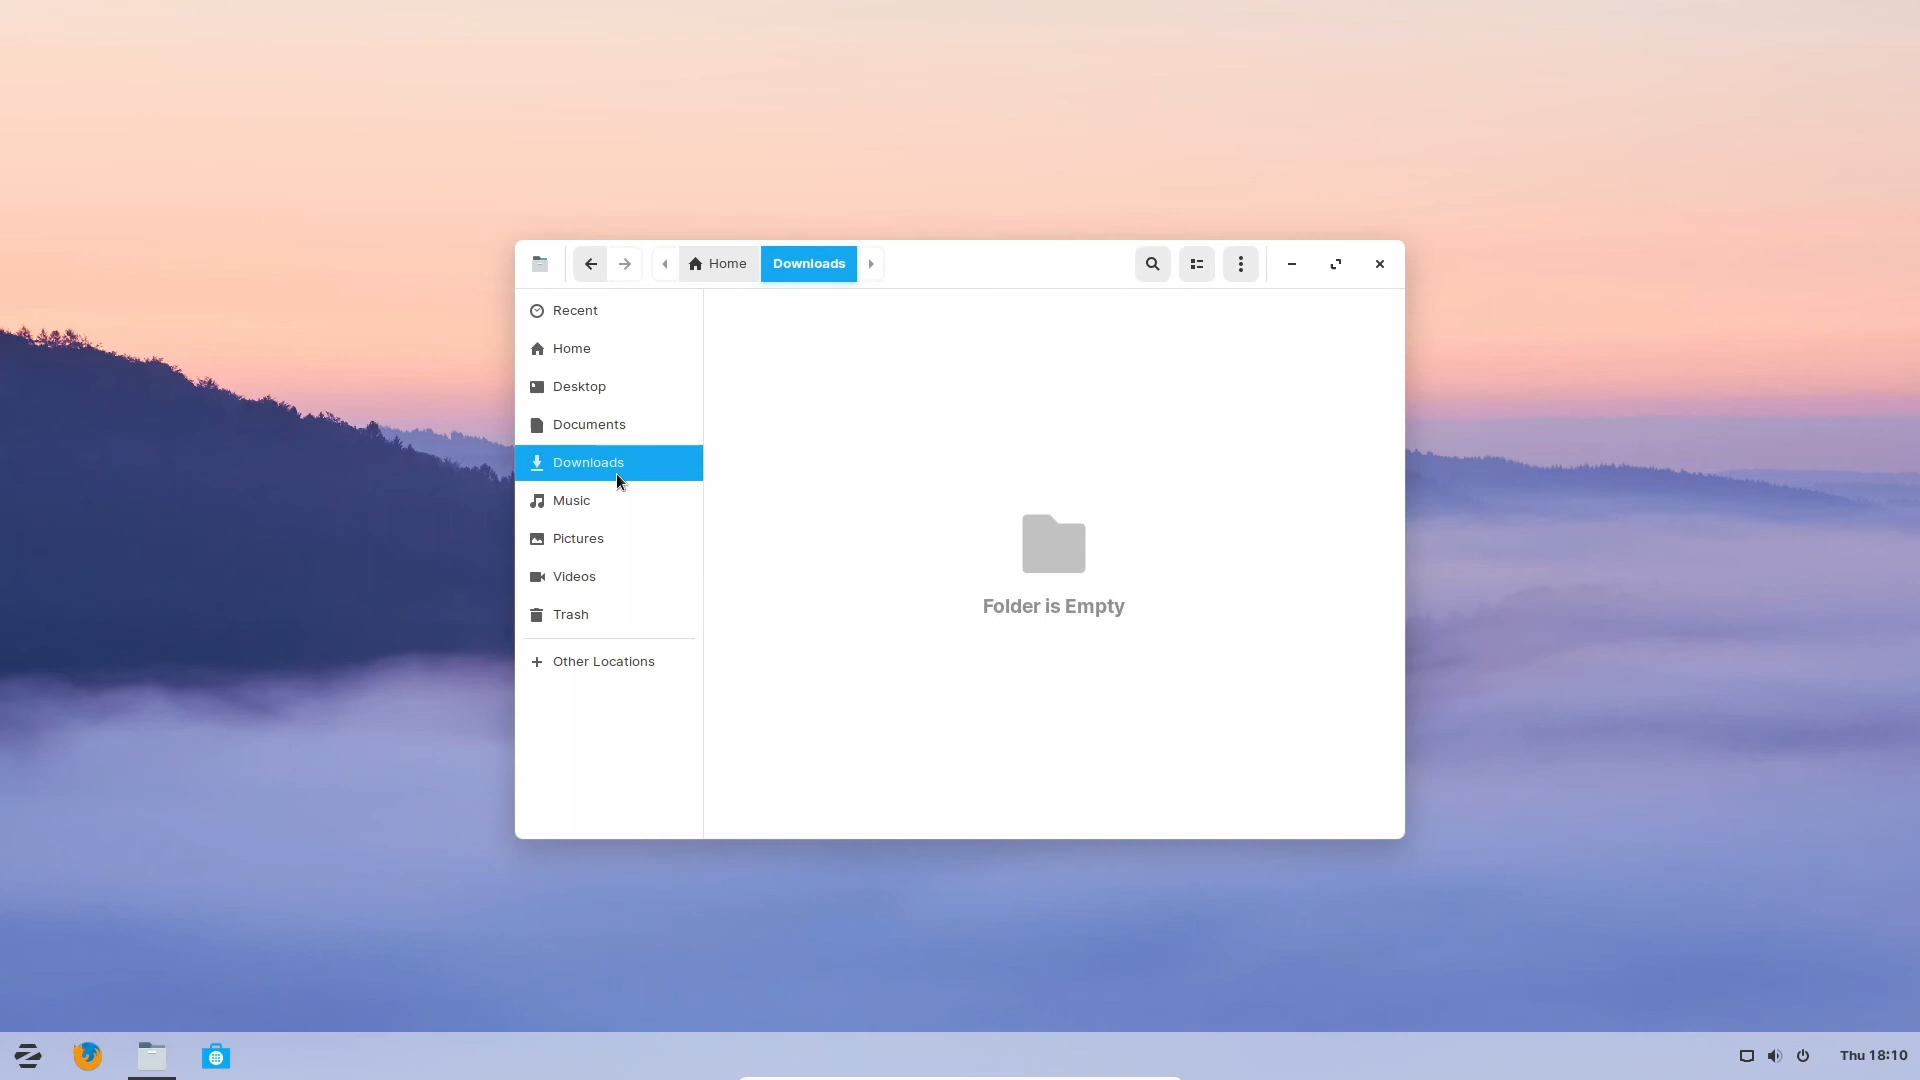 Home
Downloads
Recent
Home
Desktop
Documents
Downloads
Music
Pictures
Videos
Trash
Other Locations
Folder is Empty
Thu 18:10